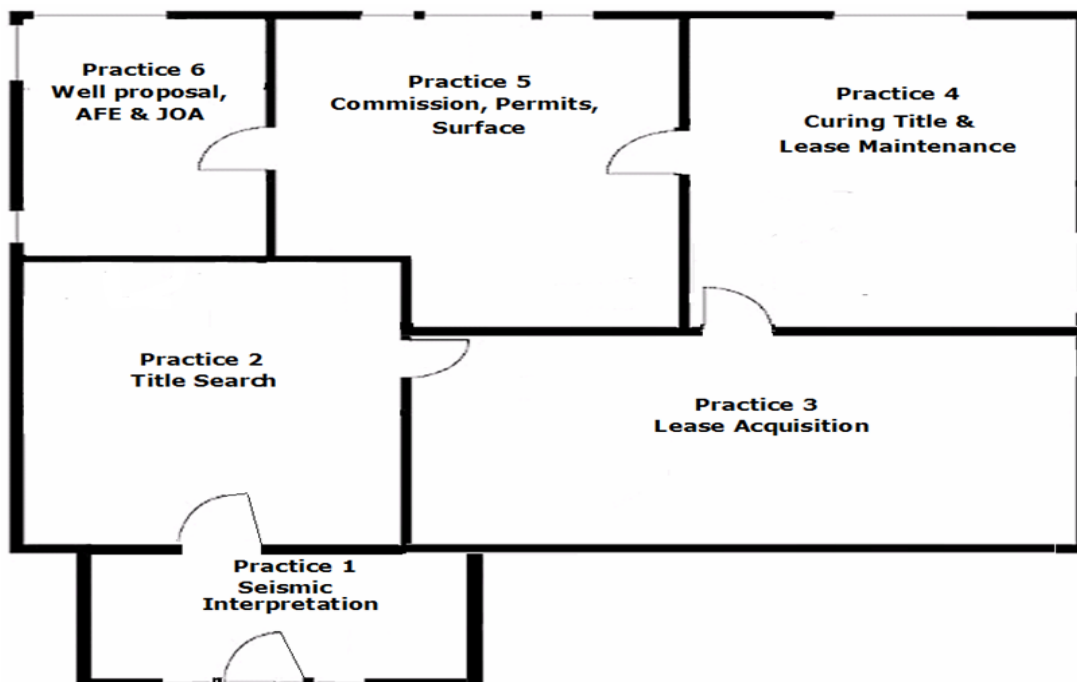 Practice 6
Well proposal,
AFE & JOA
Practice 5
Commission, Permits,
Surface
Practice 4
Curing Title &
Lease Maintenance
Practice 2
Title Search
Practice 3
Lease Acquisition
Practice 1
Seismic
Interpretation